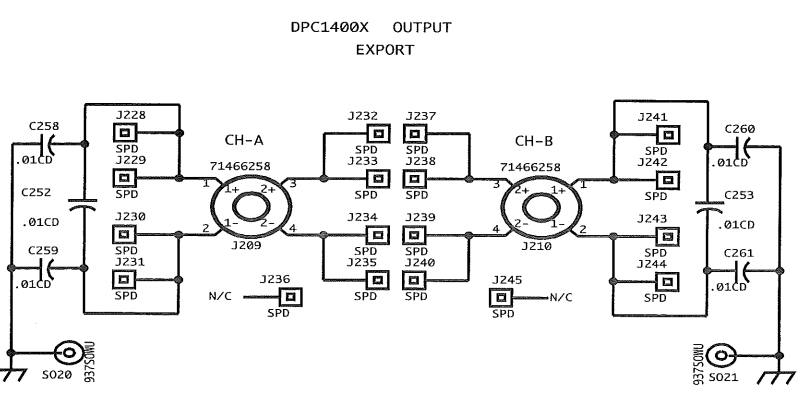 DPC1400X OUTPUT
EXPORT
J228
SPD
J229
SPD
J230
SPD
J231
SPD
C258
.01CD
C252
.01CD
C259
.01CD
CH-A
71466258
1 1+ 2+ 3
2 1- 2- 4
J209
J232
SPD
J233
SPD
J234
SPD
J235
SPD
N/C
J236
SPD
J237
SPD
J238
SPD
J239
SPD
J240
SPD
CH-B
71466258
3 2+ 1+ 1
4 2- 1- 2
J210
J245
N/C
SPD
J241
SPD
J242
SPD
J243
SPD
J244
SPD
C260
.01CD
C253
.01CD
C261
.01CD
SO20
937SOWU
SO21
937SOWU